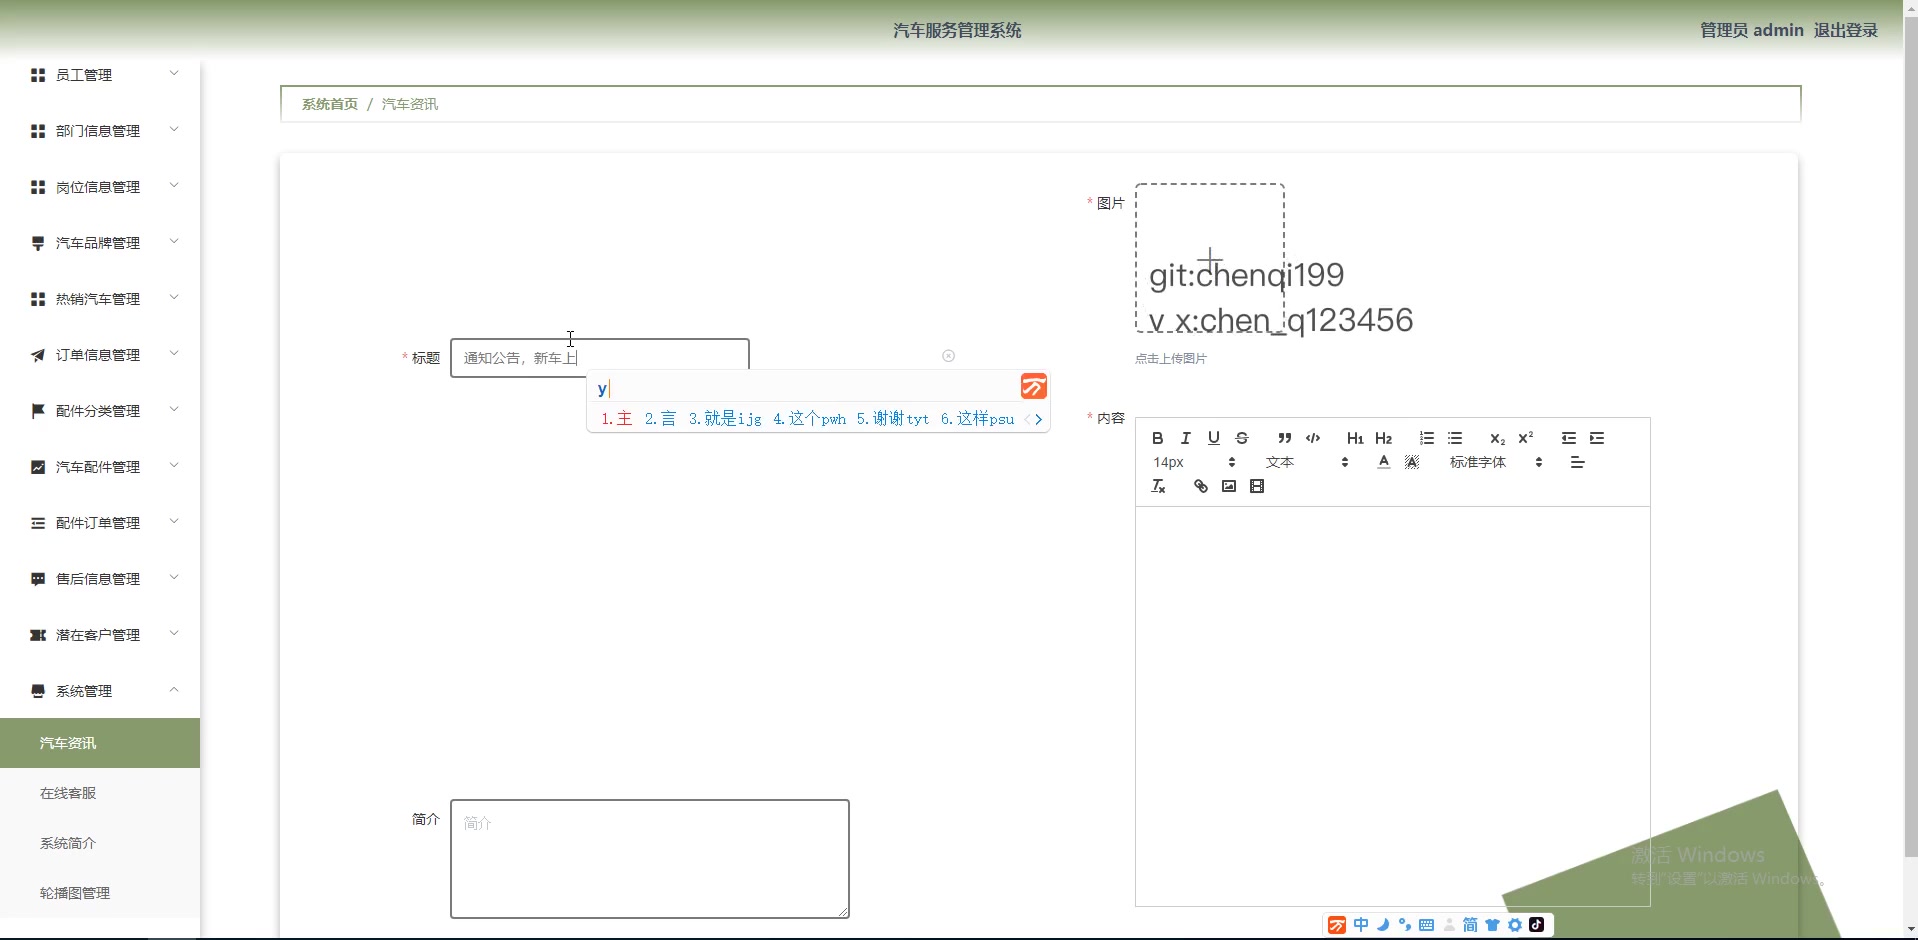 汽车服务管理系统
管理员 admin 退出登录
员工管理
部门信息管理
岗位信息管理
汽车品牌管理
热销汽车管理
订单信息管理
配件分类管理
汽车配件管理
配件订单管理
售后信息管理
潜在客户管理
系统管理
汽车资讯
在线客服
系统简介
轮播图管理
系统首页 / 汽车资讯
* 标题 通知公告，新车上
y
1.主 2.言 3.就是ijg 4.这个pwh 5.谢谢tyt 6.这样psu
简介 简介
* 图片
git:chenqi199
v_x:chen_q123456
点击上传图片
* 内容
B I U S H1 H2 X2 X2
14px 文本 A A 标准字体
Tx
激活 Windows
转到"设置"以激活 Windows。
中 简